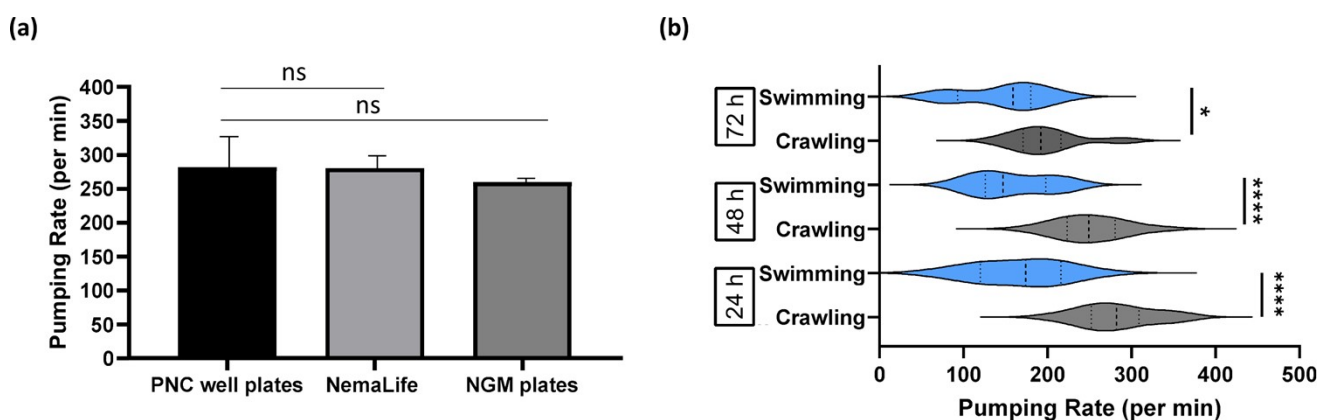 (a)
ns
ns
400
350
300
250
200
150
100
50
0
Pumping Rate (per min)
PNC well plates NemaLife NGM plates
(b)
72 h
Swimming
*
Crawling
48 h
Swimming
****
Crawling
24 h
Swimming
****
Crawling
0 100 200 300 400 500
Pumping Rate (per min)